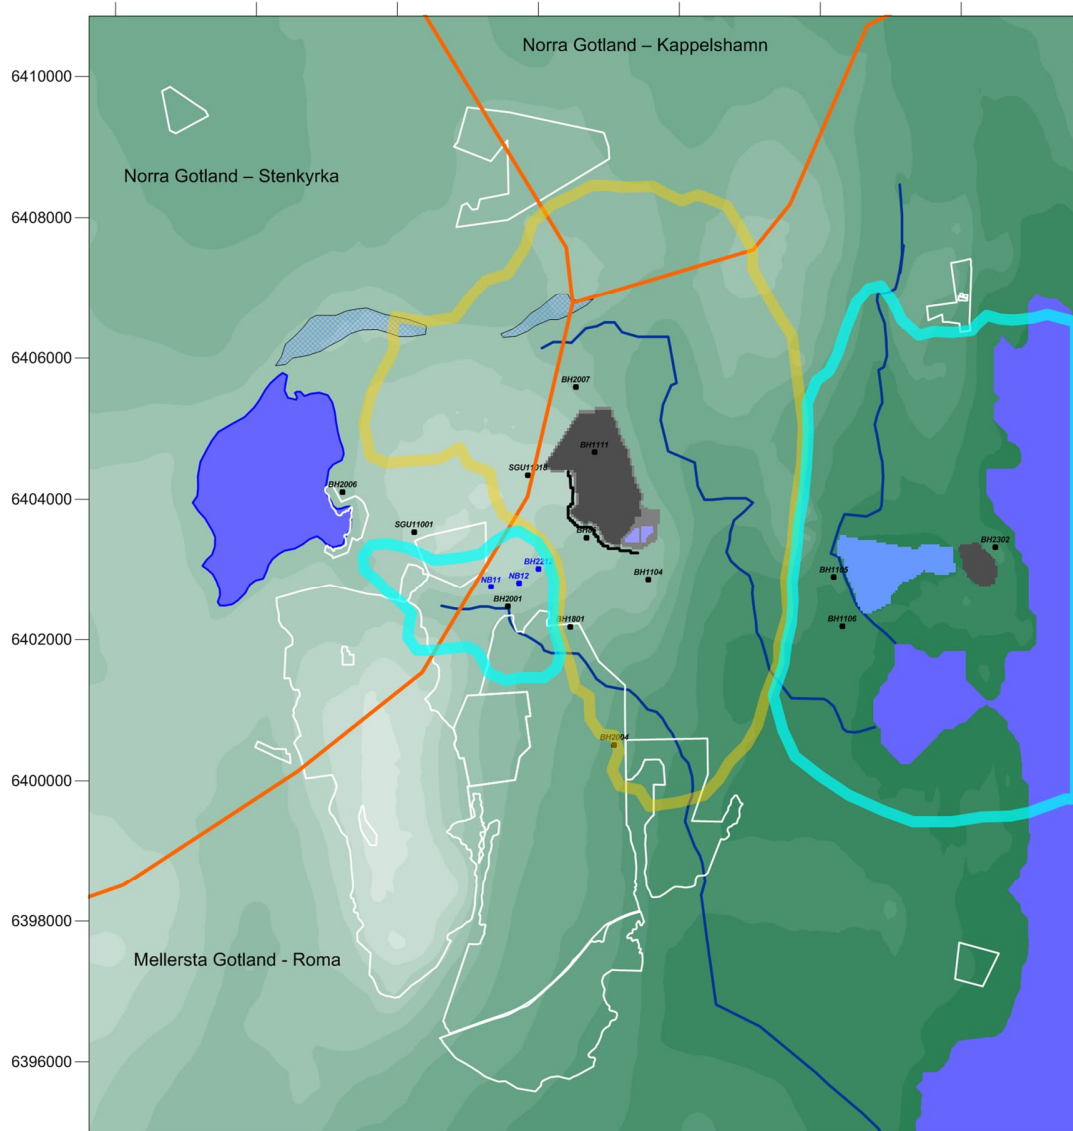 Norra Gotland – Kappelshamn
6410000
Norra Gotland – Stenkyrka
6408000
6406000
BH2007
BH1111
SGU11018
BH2006
6404000
SGU11001
BH2302
BH2212
BH1105
NB11
NB12
BH1104
BH2001
BH1801
BH1106
6402000
BH2004
6400000
6398000
Mellersta Gotland - Roma
6396000